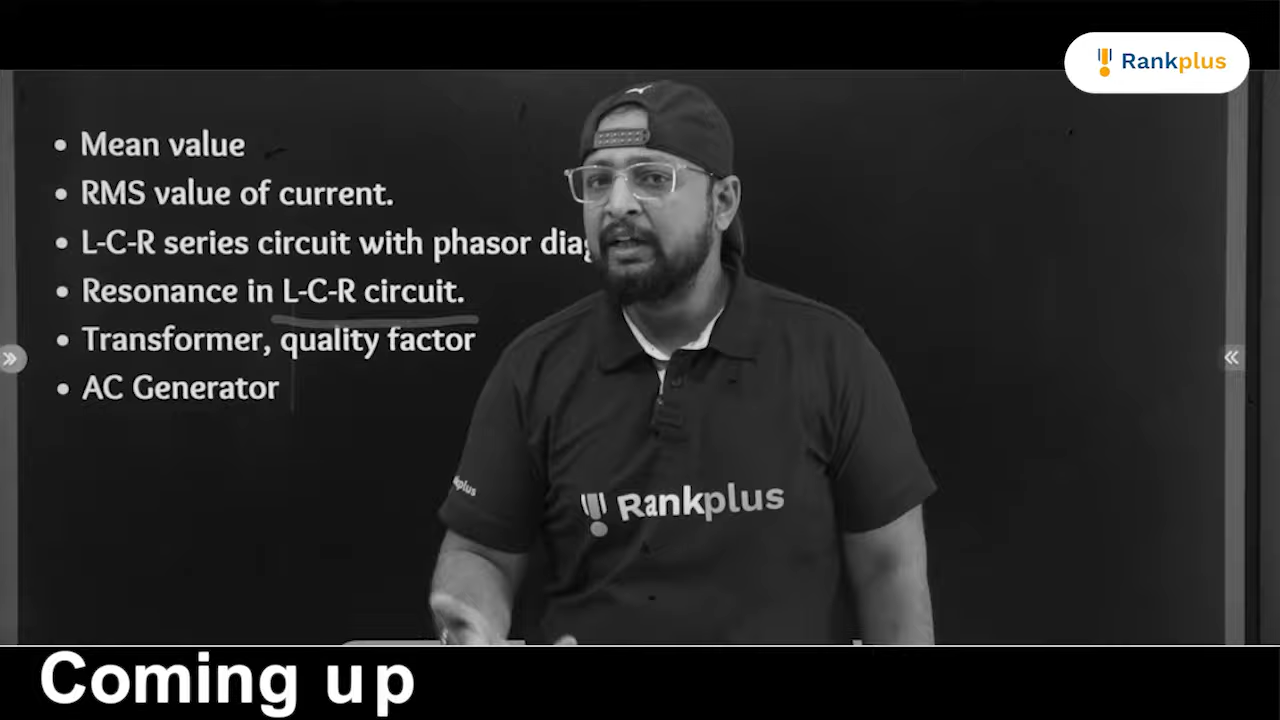 Rankplus
• Mean value
• RMS value of current.
• L-C-R series circuit with phasor
• Resonance in L-C-R circuit.
• Transformer, quality factor
• AC Generator
Rankplus
Coming up